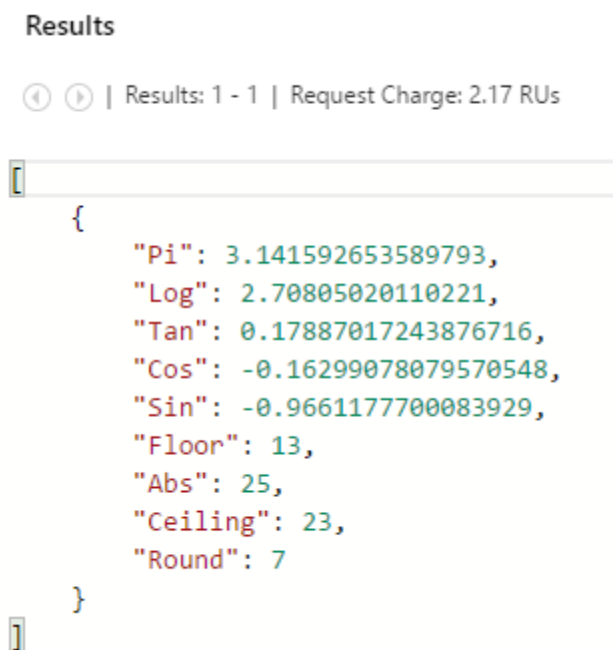 Results
| Results: 1 - 1 | Request Charge: 2.17 RUs
[
{
"Pi": 3.141592653589793,
"Log": 2.70805020110221,
"Tan": 0.17887017243876716,
"Cos": -0.16299078079570548,
"Sin": -0.9661177700083929,
"Floor": 13,
"Abs": 25,
"Ceiling": 23,
"Round": 7
}
]